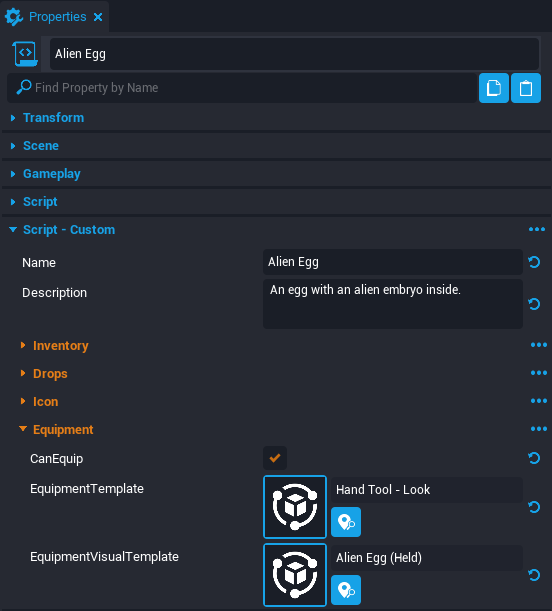 Properties
Alien Egg
Find Property by Name
Transform
Scene
Gameplay
Script
Script - Custom
Name Alien Egg
Description An egg with an alien embryo inside.
Inventory
Drops
Icon
Equipment
CanEquip
EquipmentTemplate Hand Tool - Look
EquipmentVisualTemplate Alien Egg (Held)